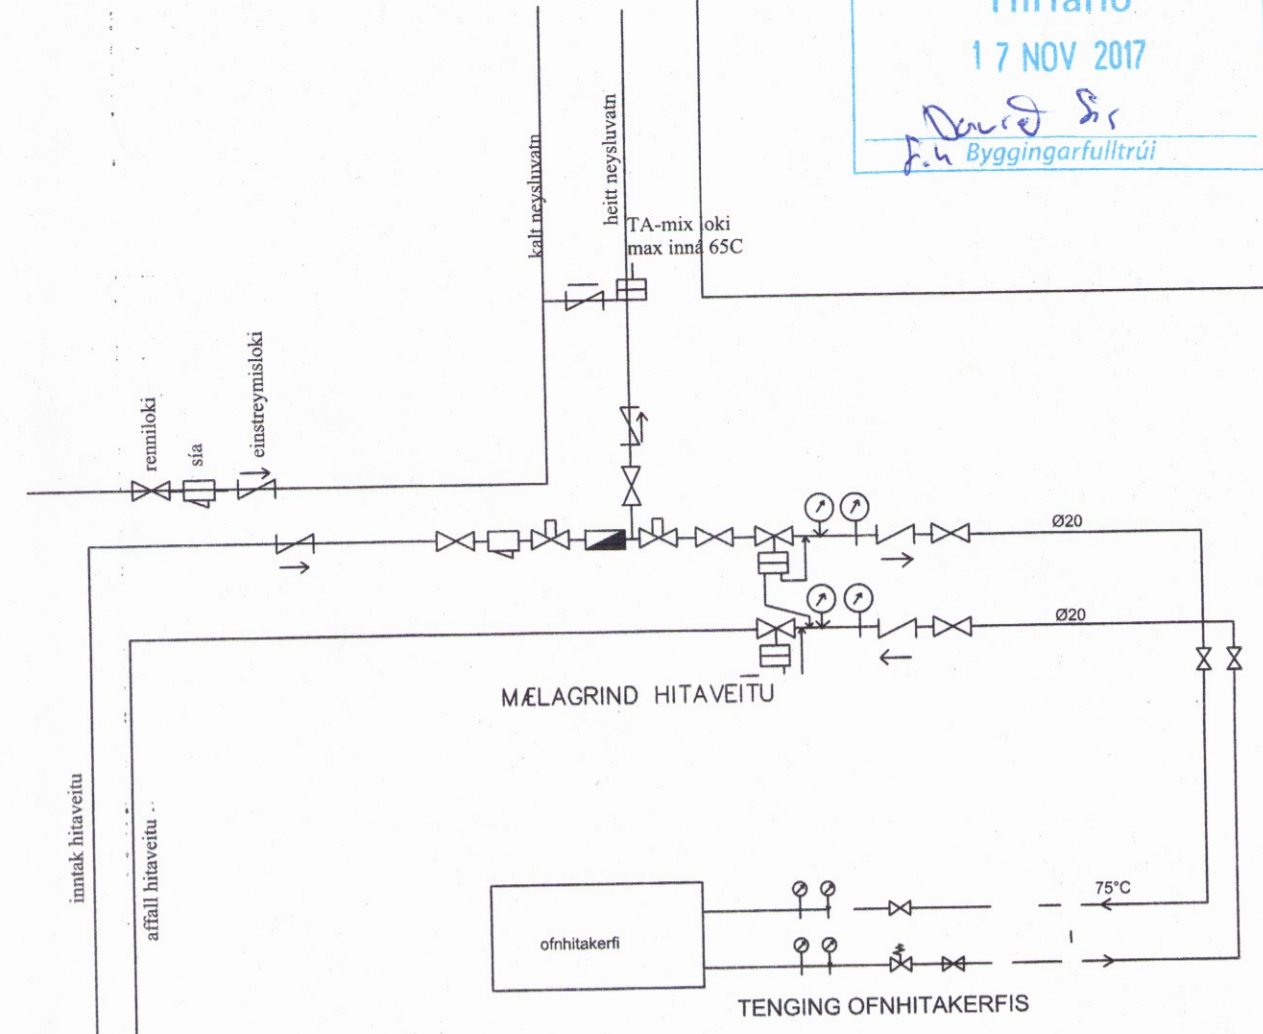 17 NOV 2017
f.h Byggingarfulltrúi
kalt neysluvatn
heitt neysluvatn
TA-mix loki
max inná 65C
renniloki
sía
einstreymisloki
Ø20
Ø20
MÆLAGRIND HITAVEITU
inntak hitaveitu
affall hitaveitu
75°C
ofnhitakerfi
TENGING OFNHITAKERFIS